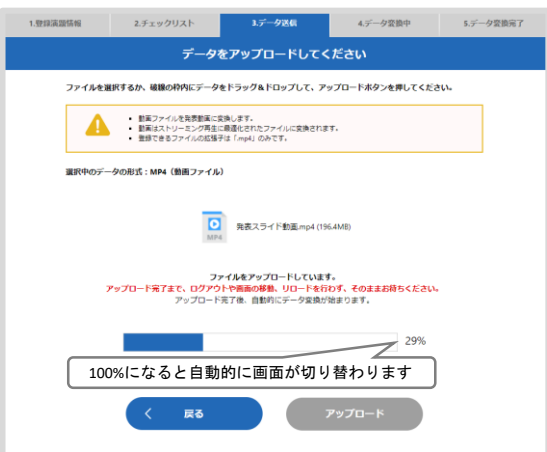 1.登録演題情報
2.チェックリスト
3.データ送信
4.データ変換中
5.データ変換完了
データをアップロードしてください
ファイルを選択するか、破線の枠内にデータをドラッグ&ドロップして、アップロードボタンを押してください。
• 動画ファイルを発表動画に変換します。
• 動画はストリーミング再生に最適化されたファイルに変換されます。
• 登録できるファイルの拡張子は「.mp4」のみです。
選択中のデータの形式：MP4（動画ファイル）
MP4
発表スライド動画.mp4 (196.4MB)
ファイルをアップロードしています。
アップロード完了まで、ログアウトや画面の移動、リロードを行わず、そのままお待ちください。
アップロード完了後、自動的にデータ変換が始まります。
29%
100%になると自動的に画面が切り替わります
戻る
アップロード